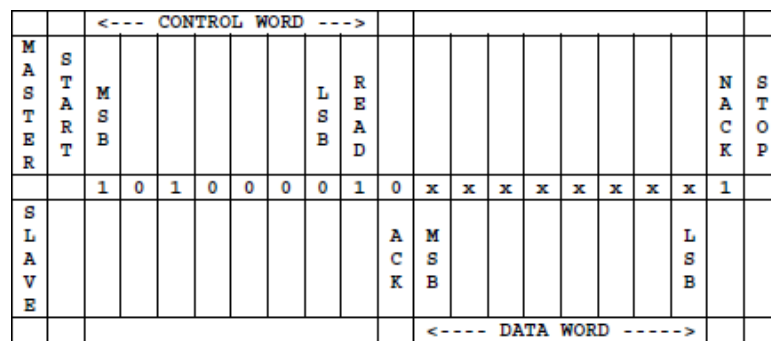 <--- CONTROL WORD --->
MASTER START MSB LSB READ NACK STOP
1 0 1 0 0 0 0 1 0 x x x x x x x x 1
SLAVE ACK MSB LSB
<---- DATA WORD ----->